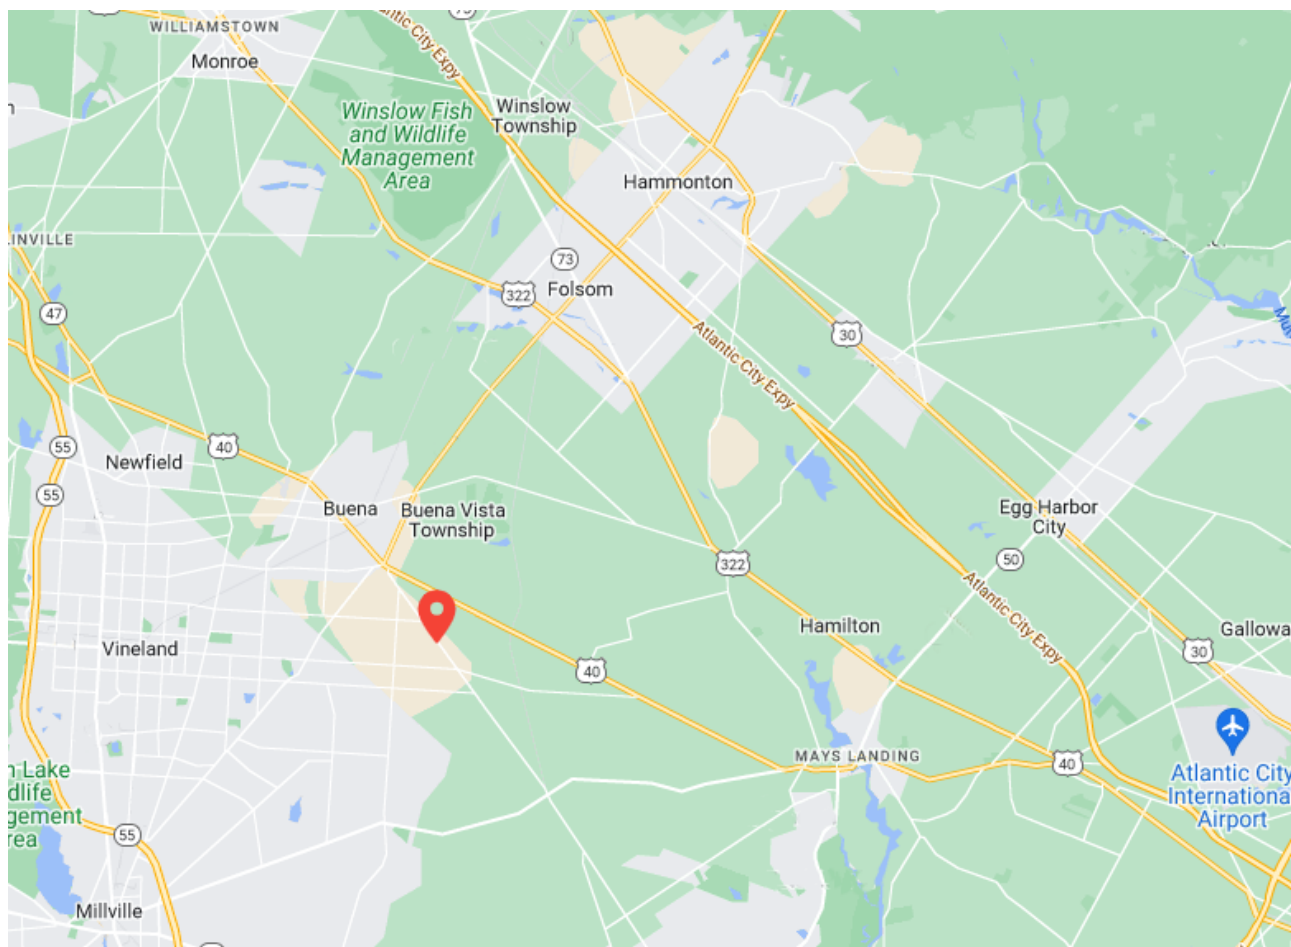 WILLIAMSTOWN
Monroe
Atlantic City Expy
Winslow Fish
and Wildlife
Management
Area
Winslow
Township
Hammonton
LINVILLE
73
Folsom
322
47
30
Atlantic City Expy
55
40
Newfield
55
Buena
Buena Vista
Township
Egg Harbor
City
322
50
Atlantic City Expy
Hamilton
Gallowa
Vineland
40
30
MAYS LANDING
40
n Lake
dlife
gement
rea
Atlantic City
Internationa
Airport
55
Millville